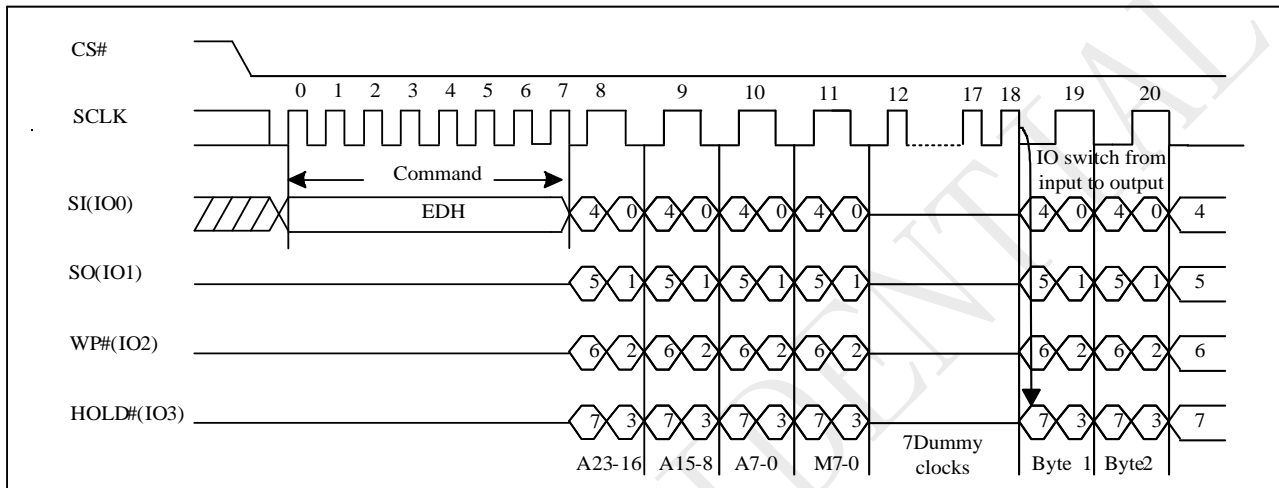 CS#
0 1 2 3 4 5 6 7 8 9 10 11 12 17 18 19 20
SCLK
Command
IO switch from
input to output
SI(IO0)
EDH 4 0 4 0 4 0 4 0 4 0 4 0 4
SO(IO1) 5 1 5 1 5 1 5 1 5 1 5 1 5
WP#(IO2) 6 2 6 2 6 2 6 2 6 2 6 2 6
HOLD#(IO3) 7 3 7 3 7 3 7 3 7 3 7 3 7
A23-16 A15-8 A7-0 M7-0 7Dummy
clocks Byte 1 Byte2